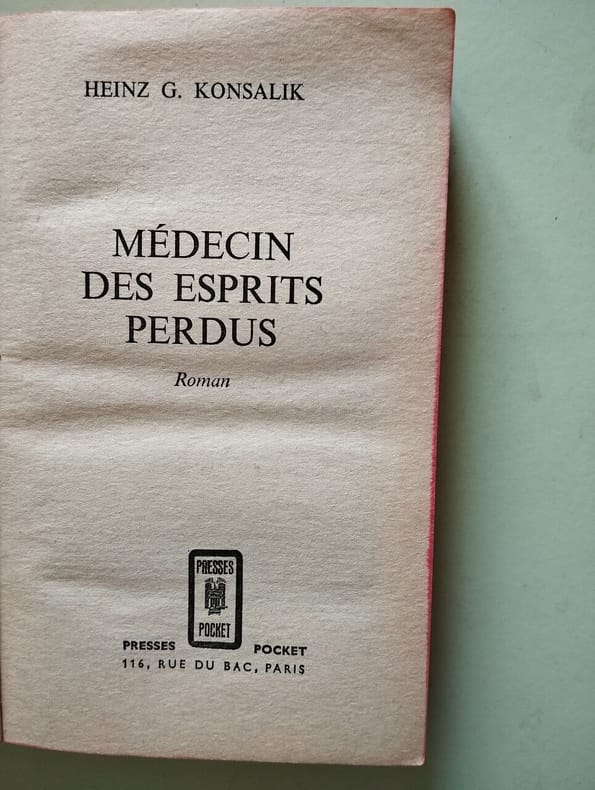 HEINZ G. KONSALIK
MÉDECIN
DES ESPRITS
PERDUS
Roman
PRESSES
POCKET
PRESSES POCKET
116, RUE DU BAC, PARIS